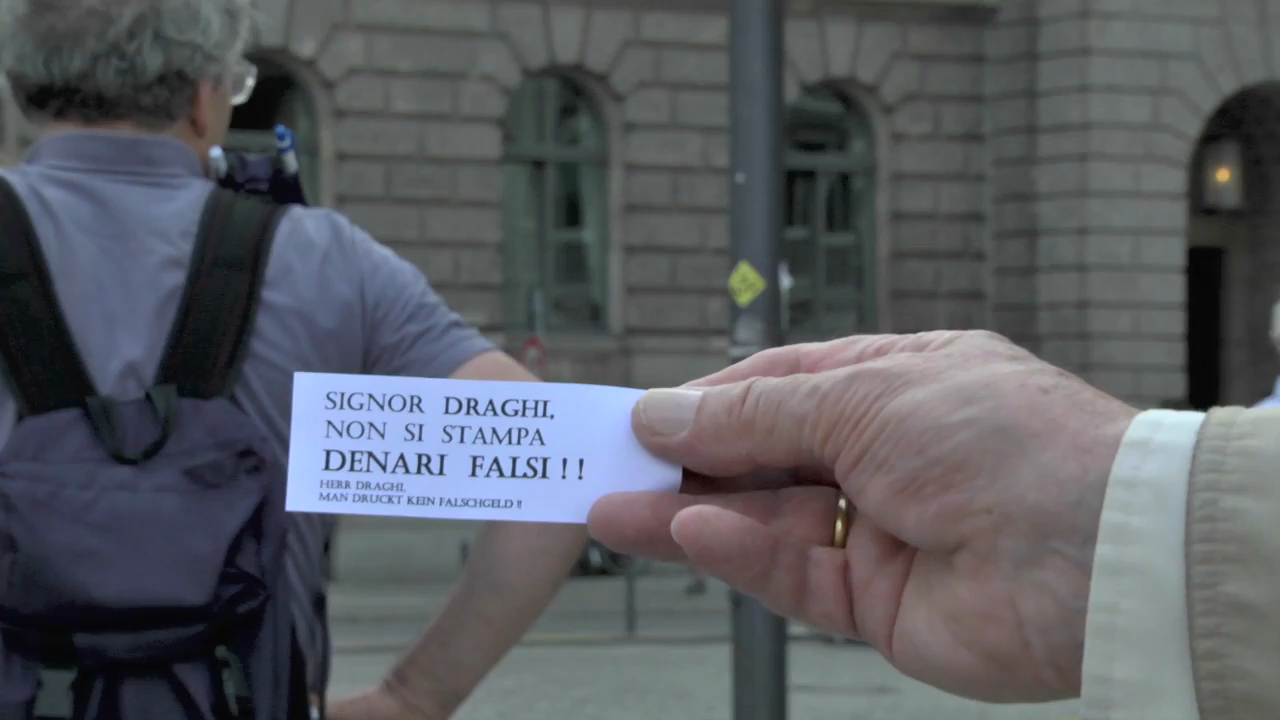 SIGNOR DRAGHI,
NON SI STAMPA
DENARI FALSI ! !
HERR DRAGHI,
MAN DRUCKT KEIN FALSCHGELD !!